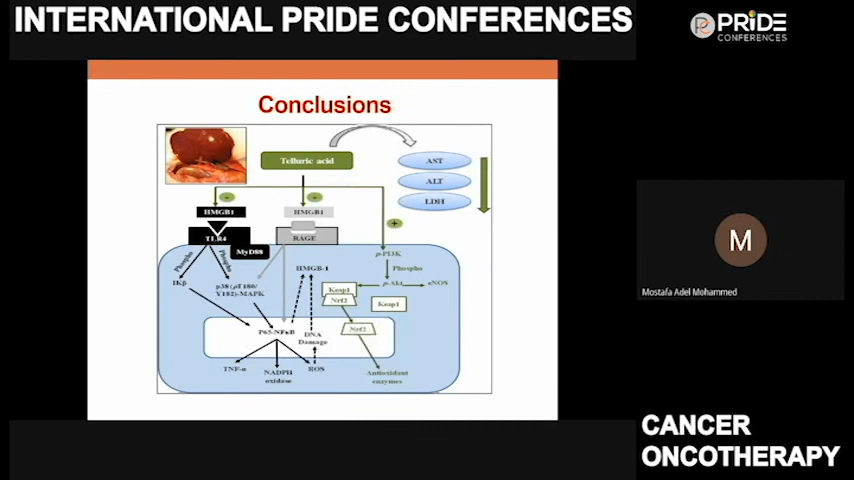 INTERNATIONAL PRIDE CONFERENCES
PRIDE
CONFERENCES
Conclusions
Telluric acid
AST
ALT
LDH
-
-
HMGB1
HMGB1
+
TLR4
RAGE
MyD88
p-PI3K
Phospho
Phospho
HMGB-1
Phospho
IKβ
p38(pT180/
Y182)-MAPK
p-Akt
eNOS
Keap1
Nrf2
Keap1
P65-NFκB
DNA
Damage
Nrf2
TNF-α
NADPH
oxidase
ROS
Antioxidant
enzymes
M
Mostafa Adel Mohammed
CANCER
ONCOTHERAPY